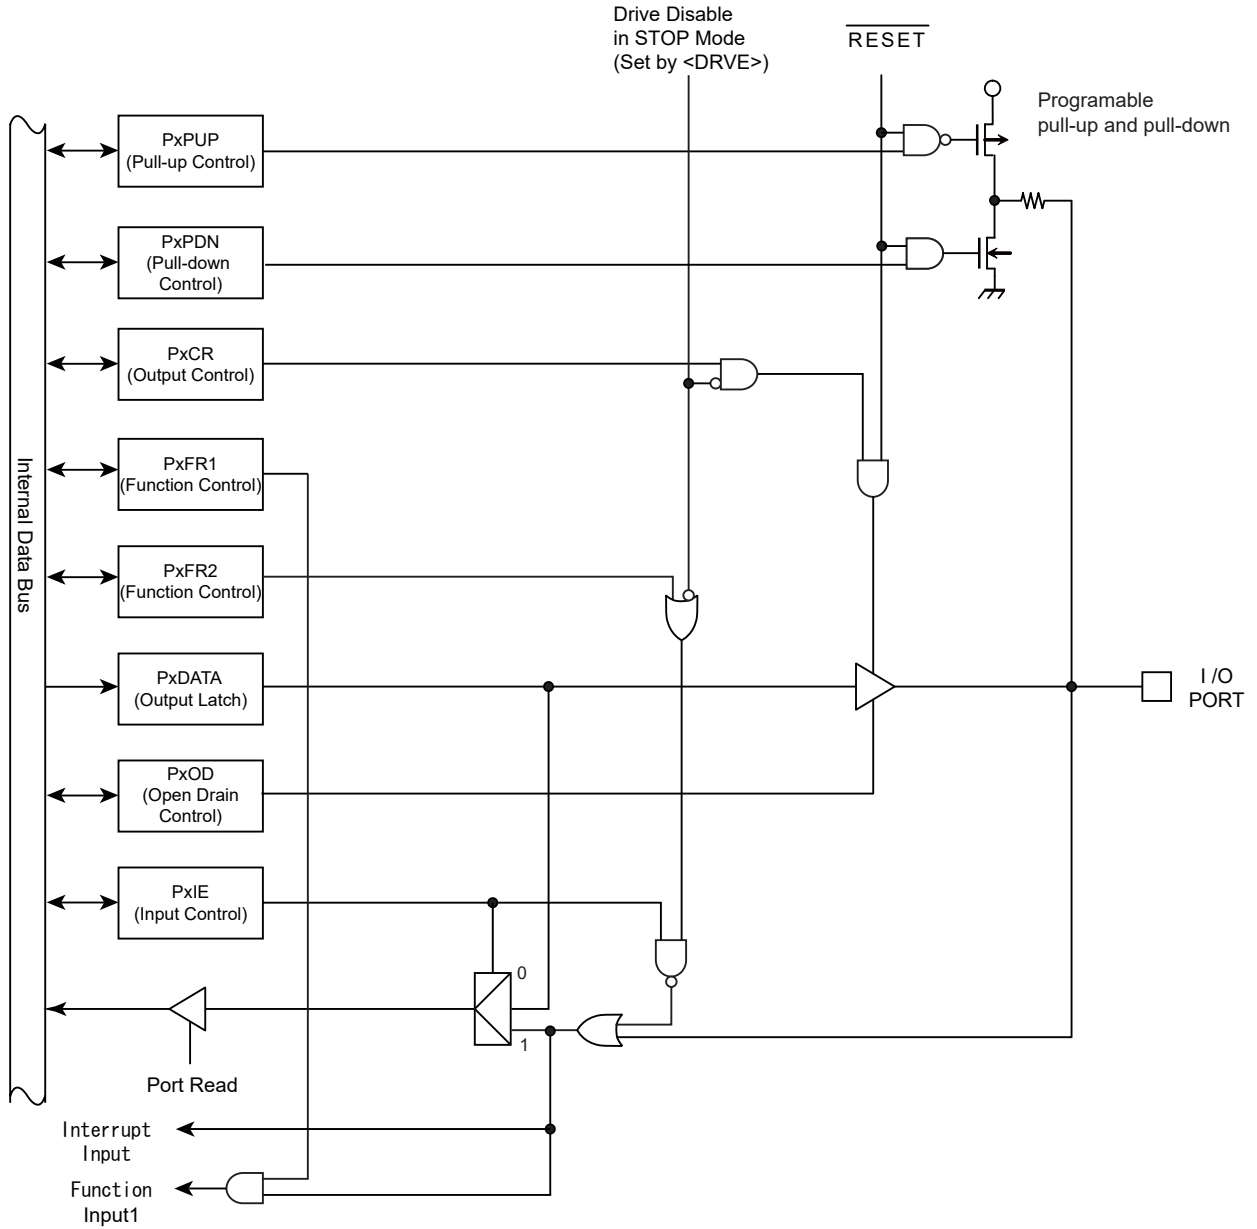 Drive Disable
in STOP Mode
(Set by <DRVE>)
RESET
Programable
pull-up and pull-down
PxPUP
(Pull-up Control)
PxPDN
(Pull-down
Control)
PxCR
(Output Control)
PxFR1
(Function Control)
Internal Data Bus
PxFR2
(Function Control)
PxDATA
(Output Latch)
I /O
PORT
PxOD
(Open Drain
Control)
PxIE
(Input Control)
0
1
Port Read
Interrupt
Input
Function
Input1